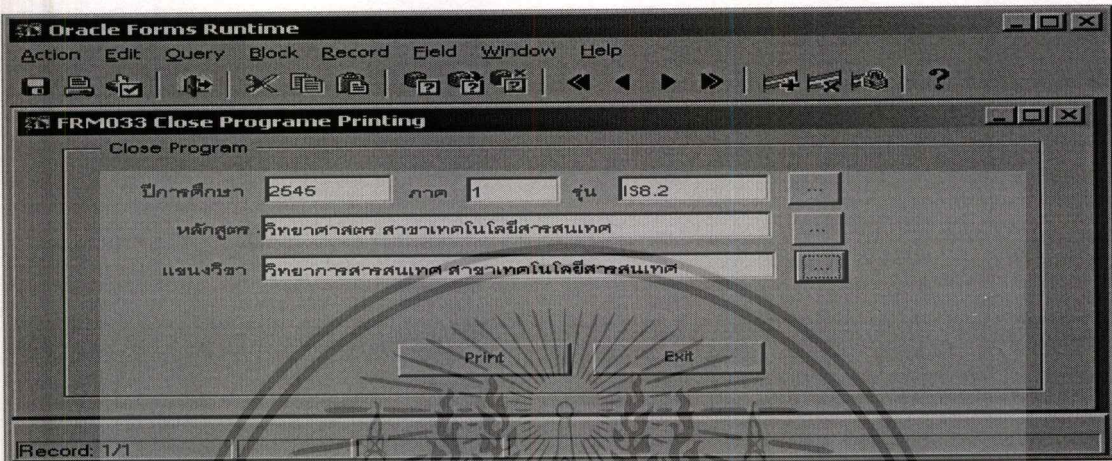 Oracle Forms Runtime
Action Edit Query Block Record Field Window Help
FRM033 Close Programe Printing
Close Program
ปีการศึกษา 2545 ภาค 1 รุ่น IS8.2 ...
หลักสูตร วิทยาศาสตร สาขาเทคโนโลยีสารสนเทศ ...
แขนงวิชา วิทยาการสารสนเทศ สาขาเทคโนโลยีสารสนเทศ ...
Print Exit
Record: 1/1